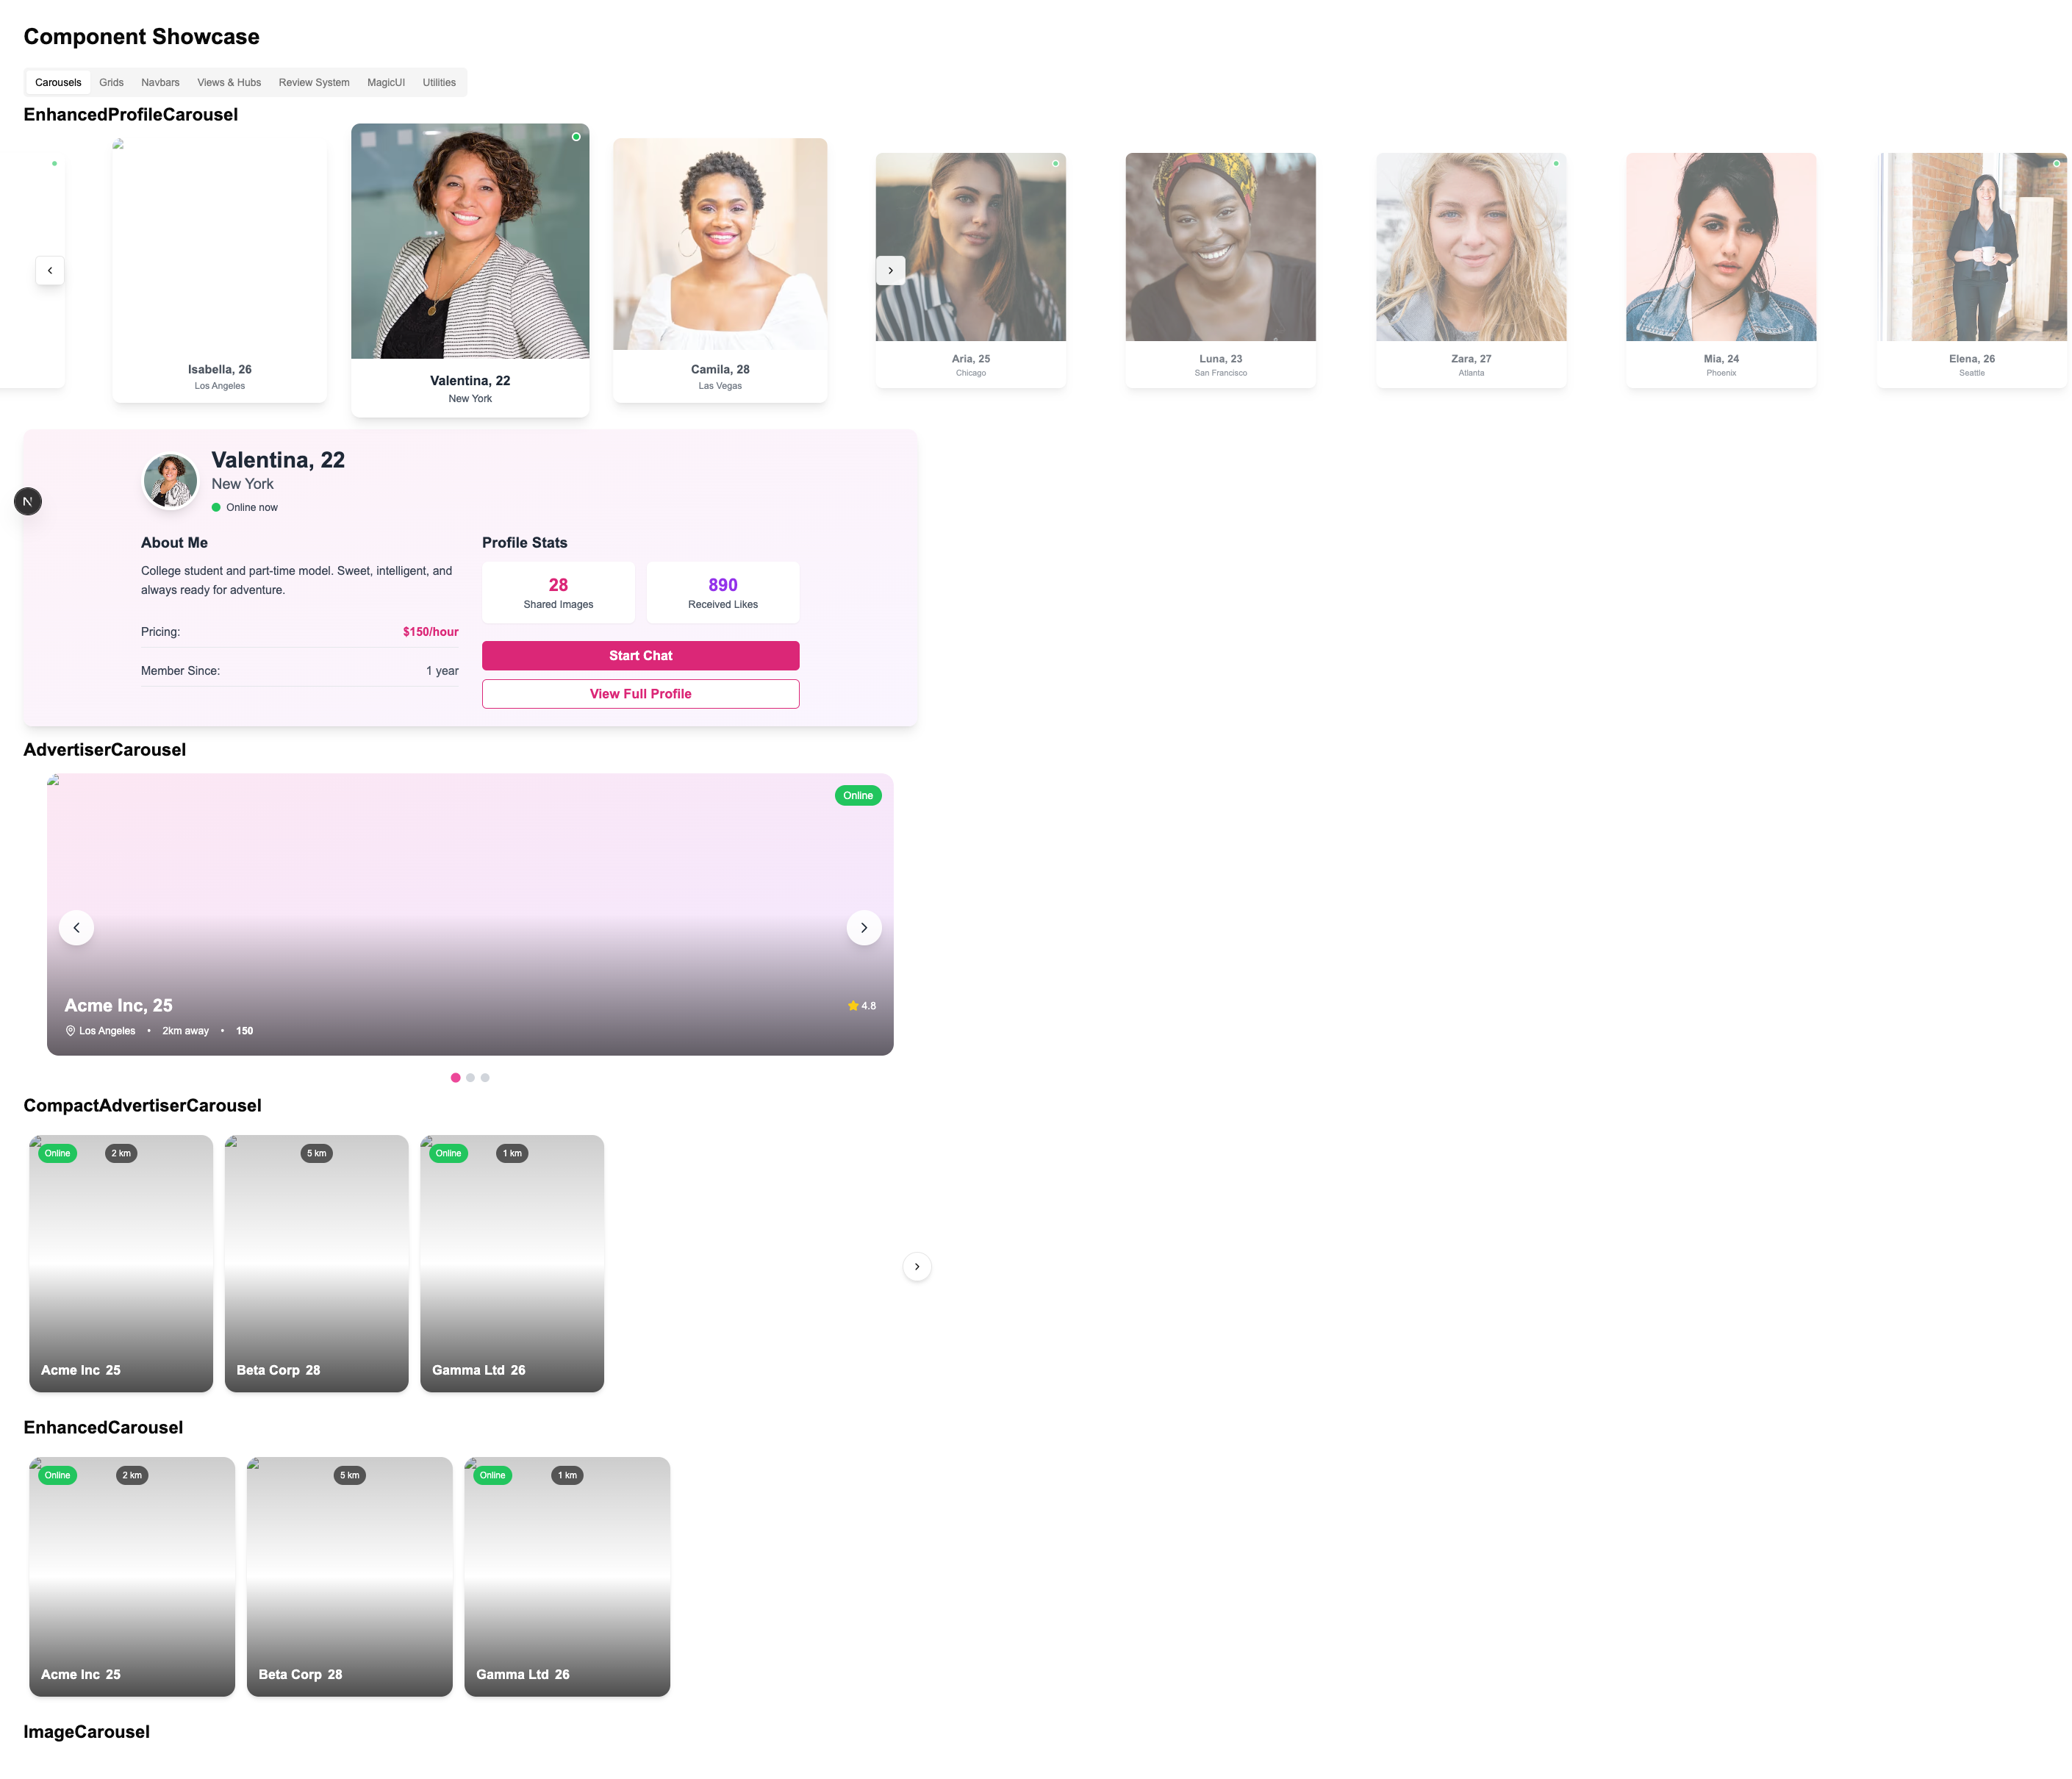 Component Showcase
Carousels Grids Navbars Views & Hubs Review System MagicUI Utilities
EnhancedProfileCarousel
Isabella, 26
Los Angeles
Valentina, 22
New York
Camila, 28
Las Vegas
Aria, 25
Chicago
Luna, 23
San Francisco
Zara, 27
Atlanta
Mia, 24
Phoenix
Elena, 26
Seattle
Valentina, 22
New York
Online now
N
About Me
College student and part-time model. Sweet, intelligent, and
always ready for adventure.
Pricing: $150/hour
Member Since: 1 year
Profile Stats
28
Shared Images
890
Received Likes
Start Chat
View Full Profile
AdvertiserCarousel
Online
Acme Inc, 25
4.8
Los Angeles • 2km away • 150
CompactAdvertiserCarousel
Online 2 km
Acme Inc 25
5 km
Beta Corp 28
Online 1 km
Gamma Ltd 26
EnhancedCarousel
Online 2 km
Acme Inc 25
5 km
Beta Corp 28
Online 1 km
Gamma Ltd 26
ImageCarousel